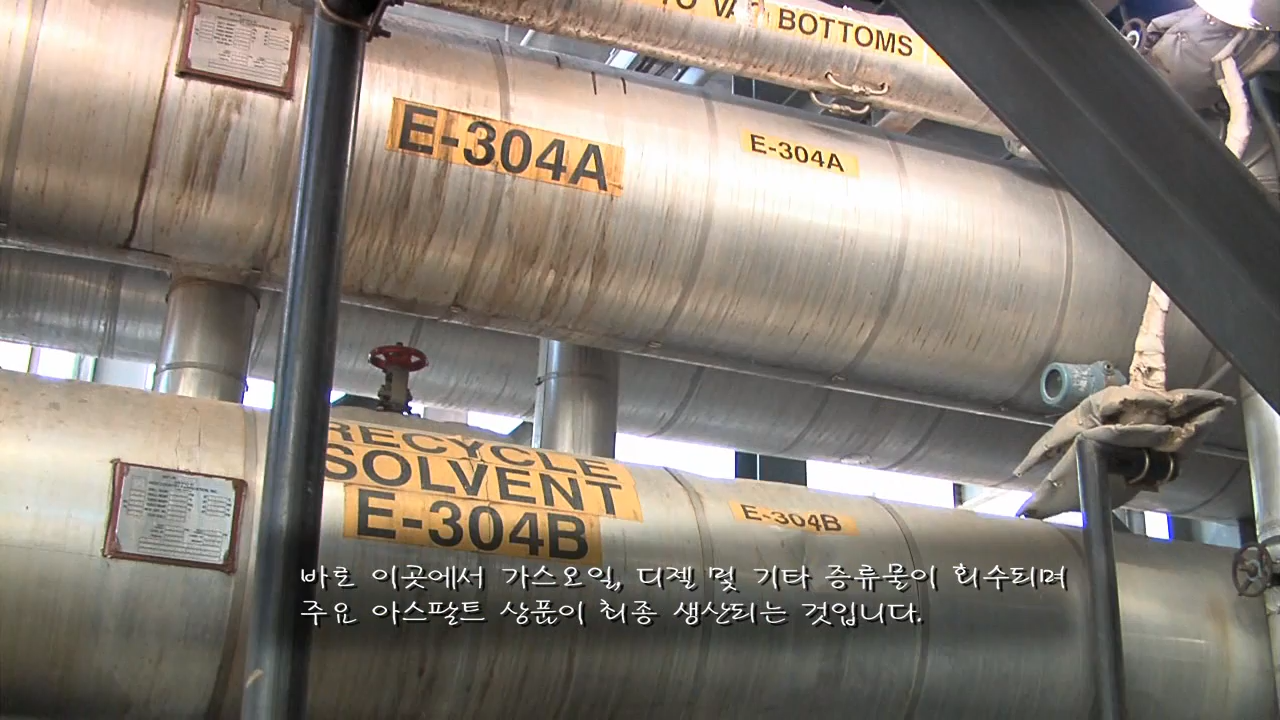 TO VAC BOTTOMS
E-304A
E-304A
RECYCLE
SOLVENT
E-304B
E-304B
바로 이곳에서 가스오일, 디젤 및 기타 증류물이 회수되며
주요 아스팔트 상품이 최종 생산되는 것입니다.